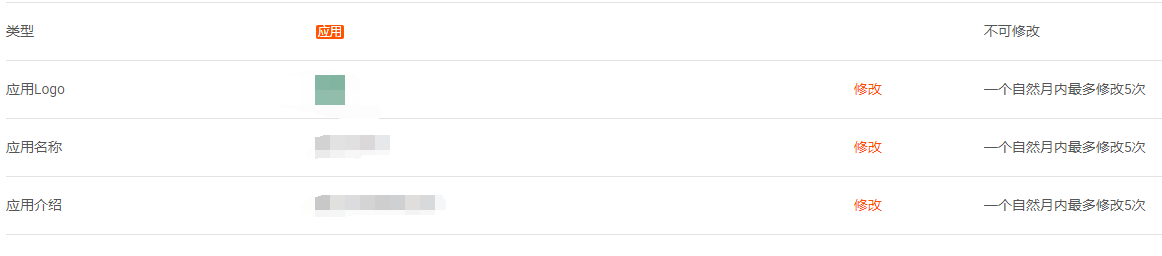 类型 应用 不可修改
应用Logo 修改 一个自然月内最多修改5次
应用名称 修改 一个自然月内最多修改5次
应用介绍 修改 一个自然月内最多修改5次